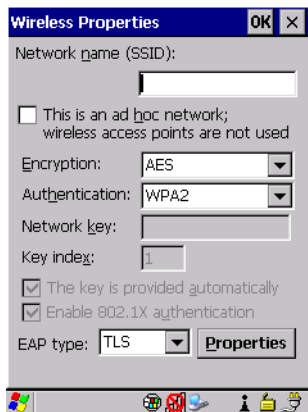 Wireless Properties OK ×
Network name (SSID):
This is an ad hoc network;
wireless access points are not used
Encryption: AES
Authentication: WPA2
Network key:
Key index: 1
The key is provided automatically
Enable 802.1X authentication
EAP type: TLS Properties